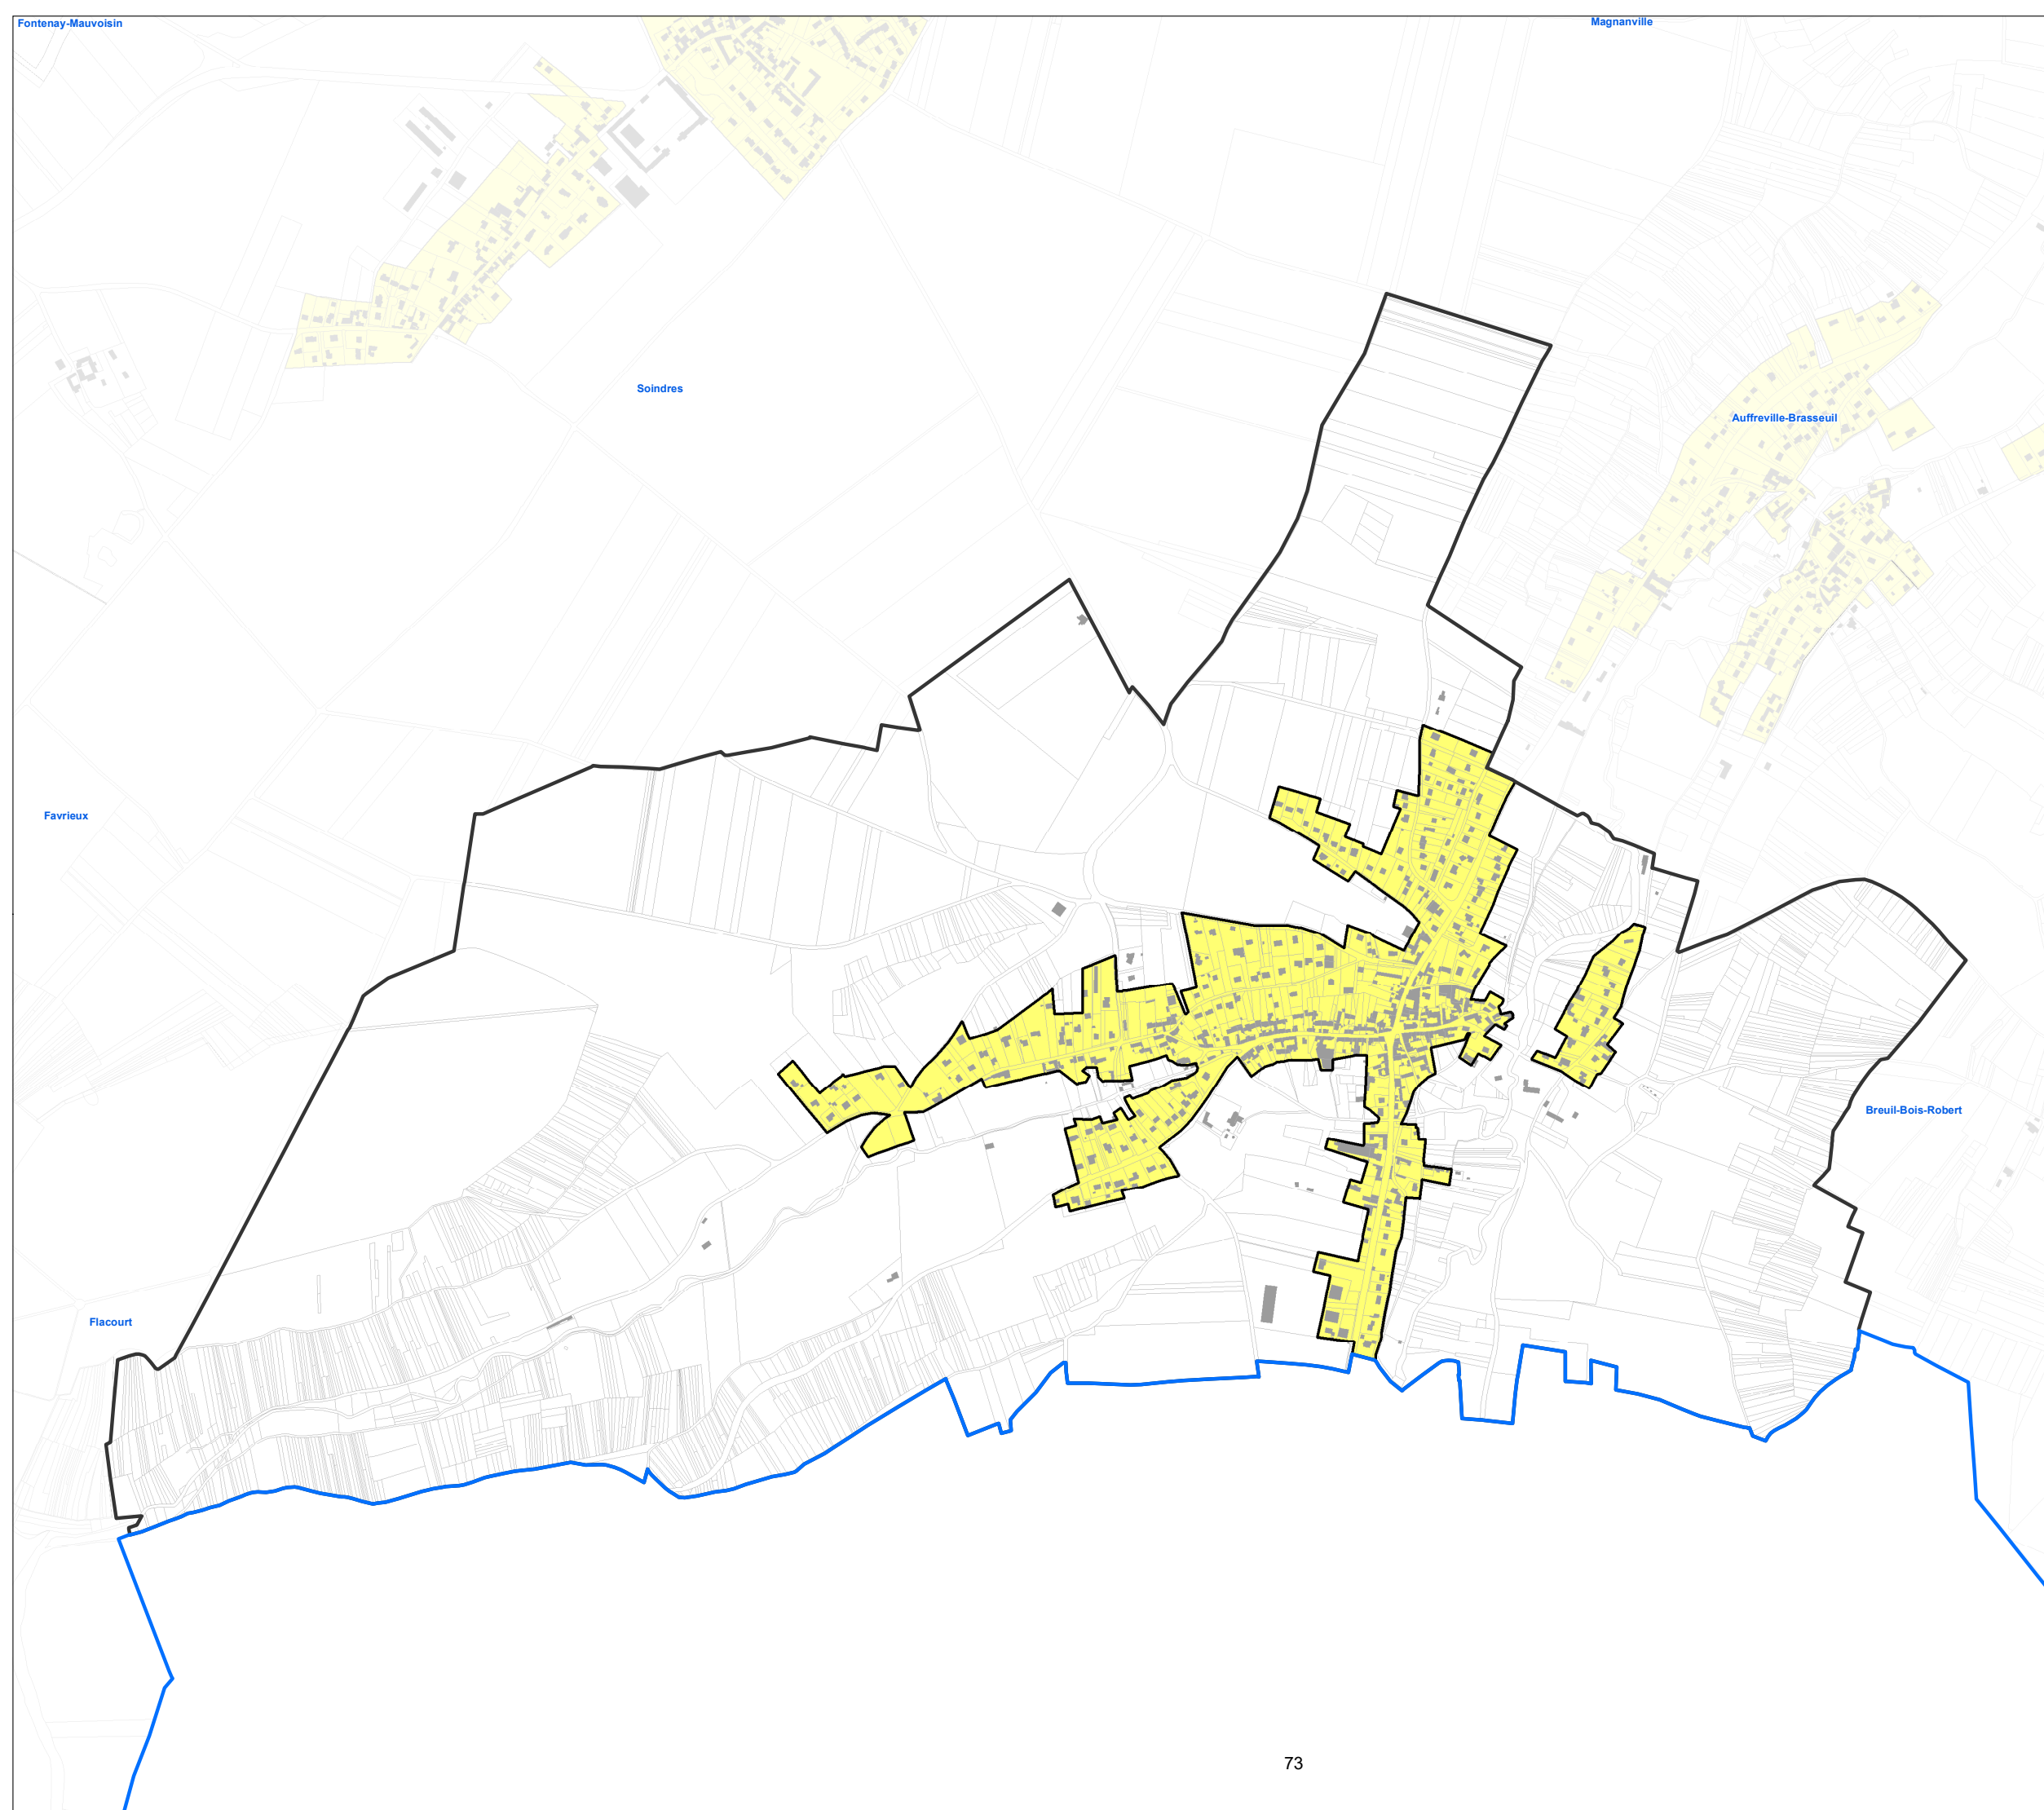 Fontenay-Mauvoisin
Magnanville
Soindres
Auffreville-Brasseuil
Favrieux
Breuil-Bois-Robert
Flacourt
73